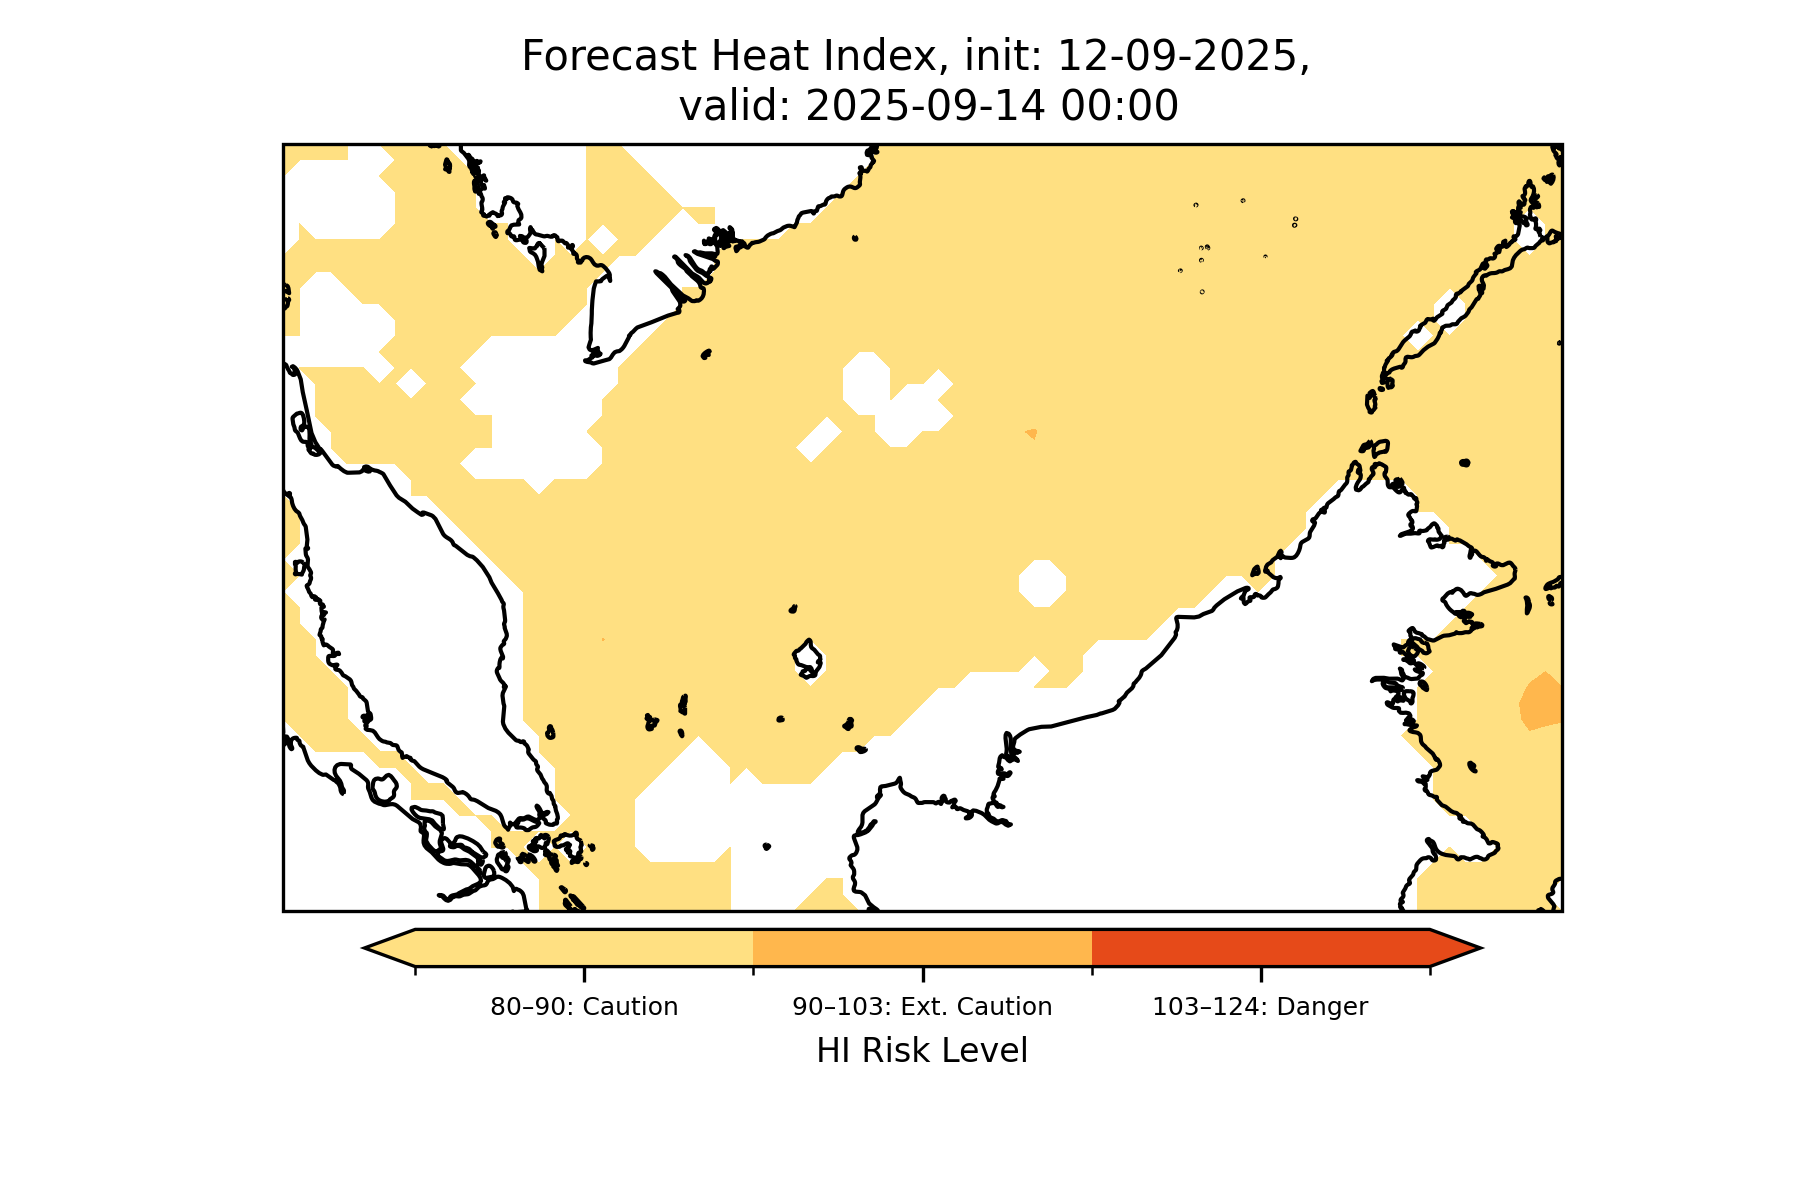 Forecast Heat Index, init: 12-09-2025,
valid: 2025-09-14 00:00
80–90: Caution
90–103: Ext. Caution
103–124: Danger
HI Risk Level